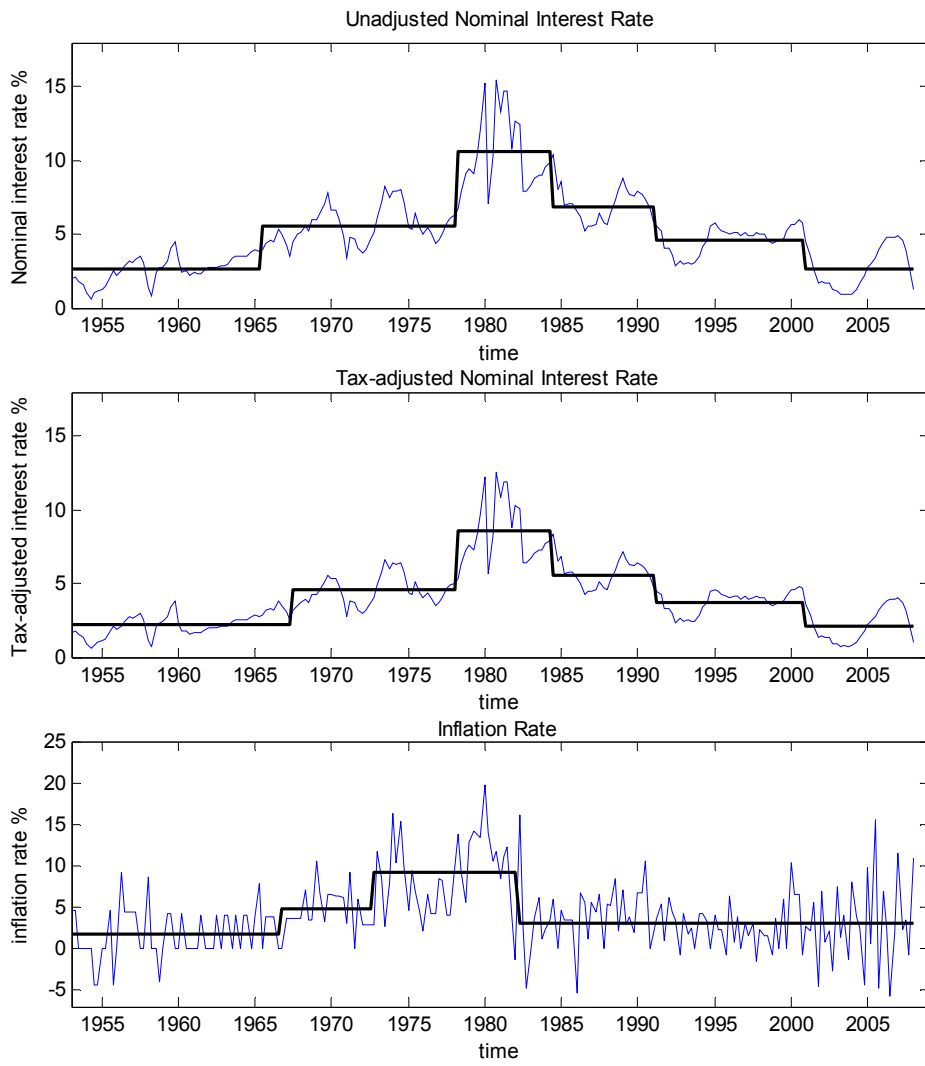 Unadjusted Nominal Interest Rate
Nominal interest rate %
15
10
5
0
1955 1960 1965 1970 1975 1980 1985 1990 1995 2000 2005
time
Tax-adjusted Nominal Interest Rate
Tax-adjusted interest rate %
15
10
5
0
1955 1960 1965 1970 1975 1980 1985 1990 1995 2000 2005
time
Inflation Rate
inflation rate %
25
20
15
10
5
0
-5
1955 1960 1965 1970 1975 1980 1985 1990 1995 2000 2005
time